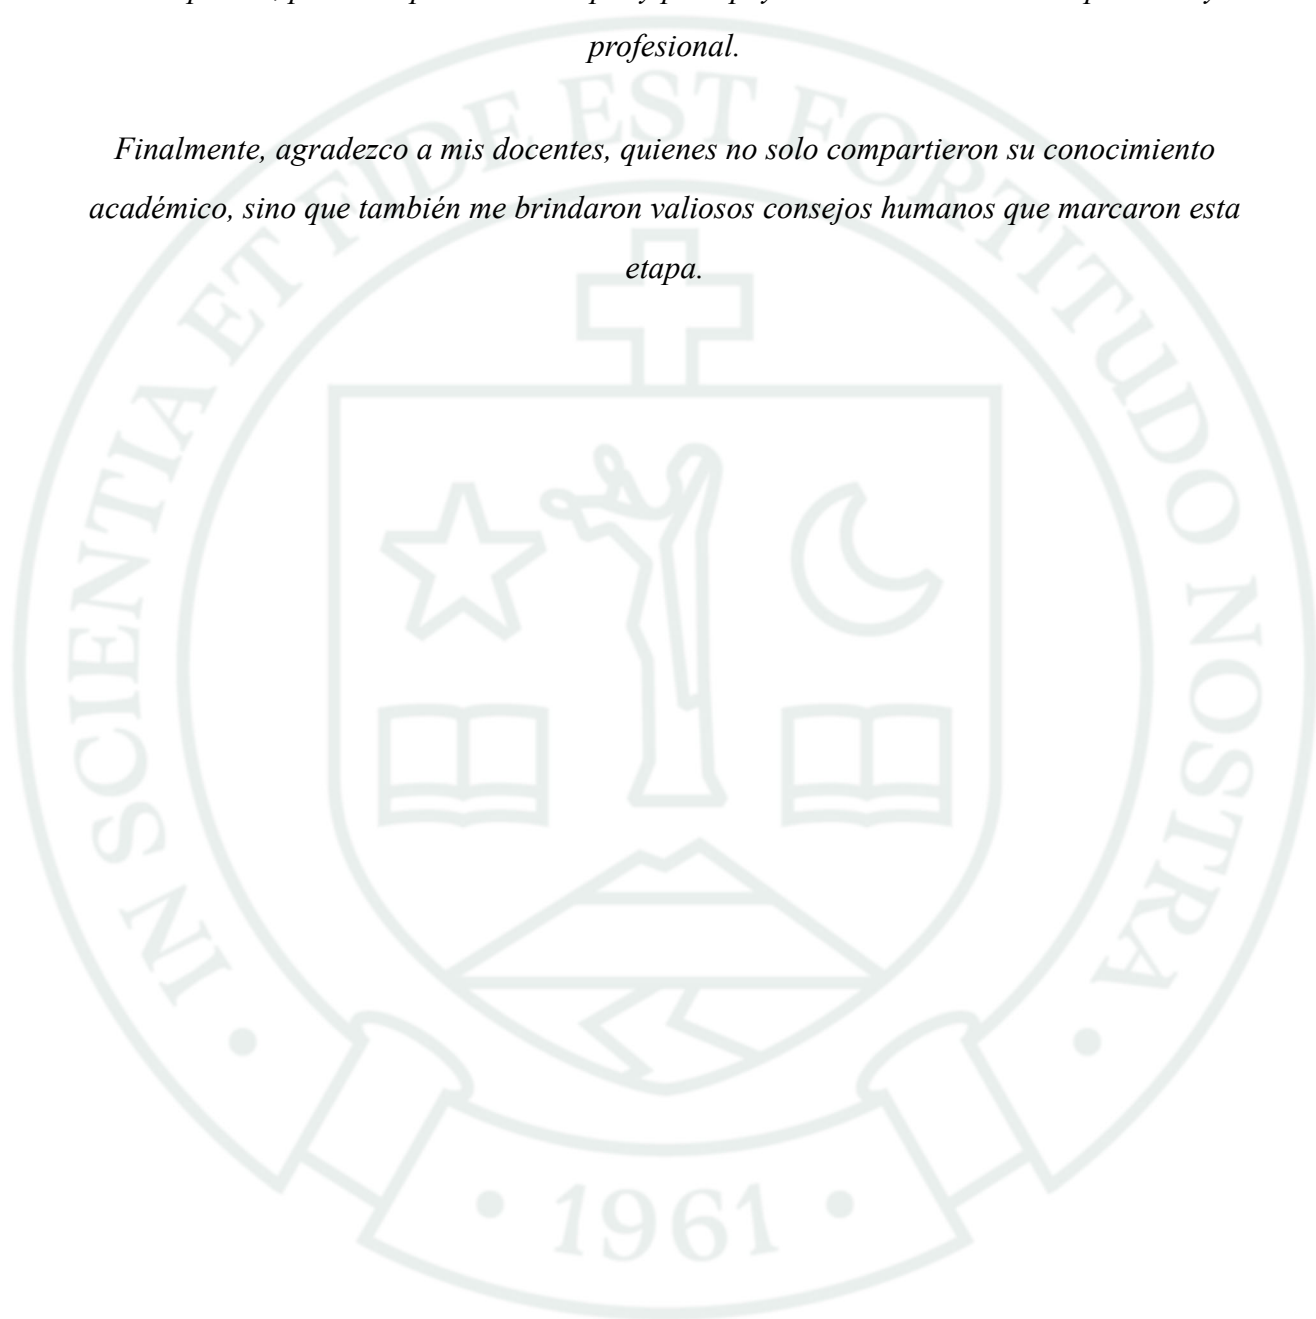 profesional.
Finalmente, agradezco a mis docentes, quienes no solo compartieron su conocimiento
académico, sino que también me brindaron valiosos consejos humanos que marcaron esta
etapa.
IN SCIENTIA ET FIDE EST FORTITUDO NOSTRA
• 1961 •